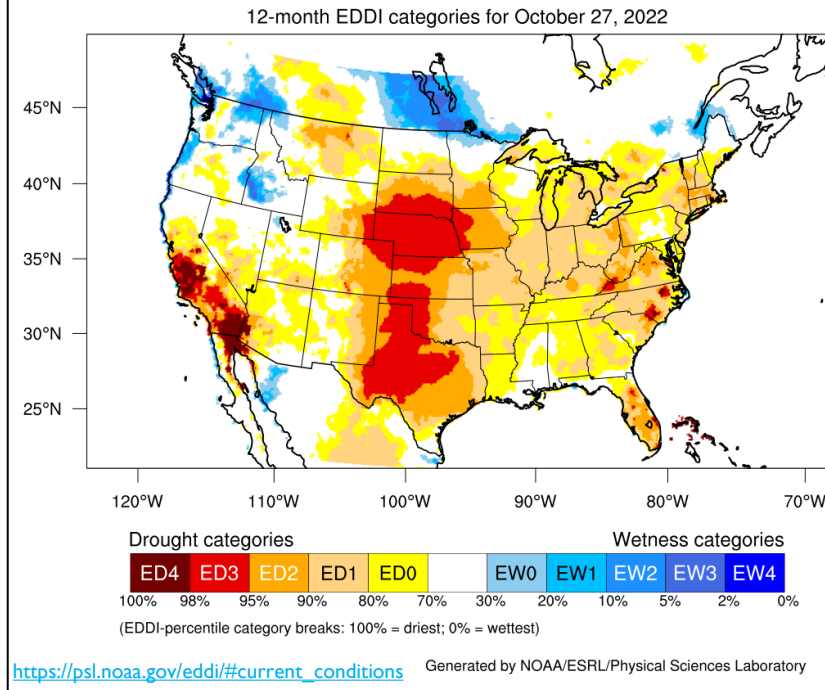 12-month EDDI categories for October 27, 2022
45°N
40°N
35°N
30°N
25°N
120°W 110°W 100°W 90°W 80°W 70°W
Drought categories Wetness categories
ED4 ED3 ED2 ED1 ED0 EW0 EW1 EW2 EW3 EW4
100% 98% 95% 90% 80% 70% 30% 20% 10% 5% 2% 0%
(EDDI-percentile category breaks: 100% = driest; 0% = wettest)
https://psl.noaa.gov/eddi/#current_conditions Generated by NOAA/ESRL/Physical Sciences Laboratory